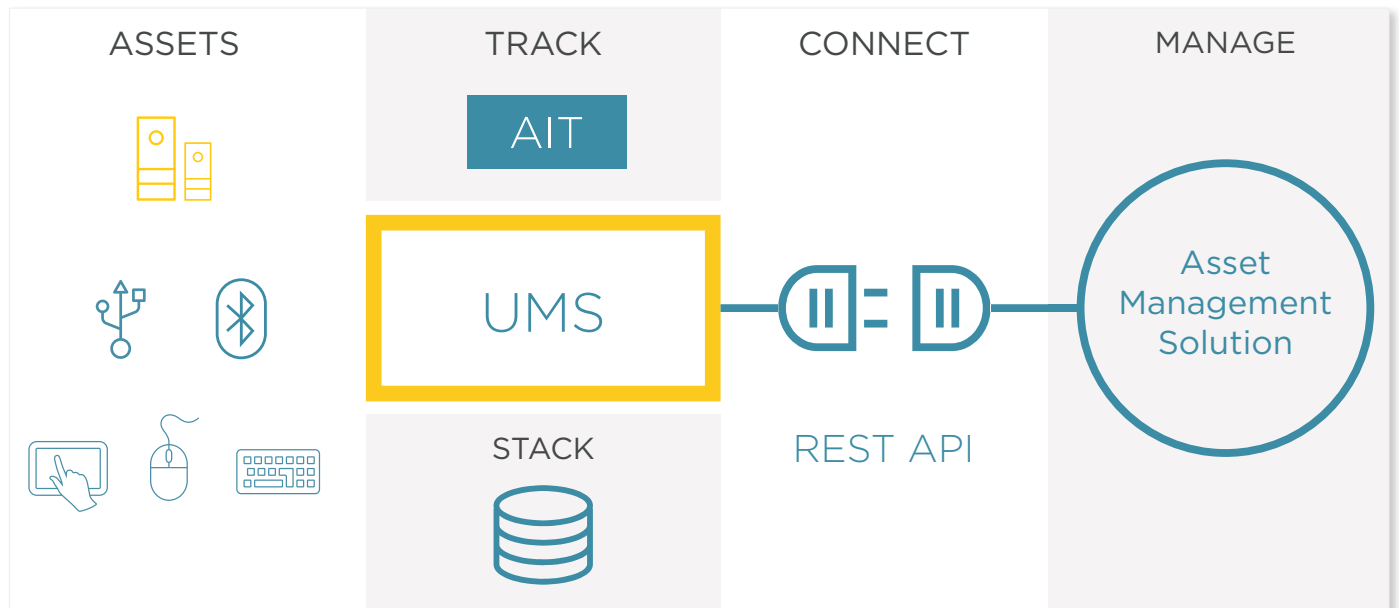 ASSETS
TRACK
CONNECT
MANAGE
AIT
UMS
Asset
Management
Solution
STACK
REST API